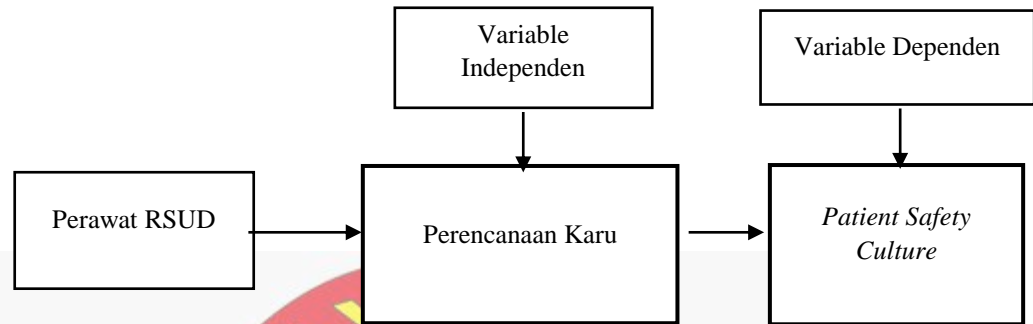 Variable
Independen
Variable Dependen
Perawat RSUD
Perencanaan Karu
Patient Safety
Culture